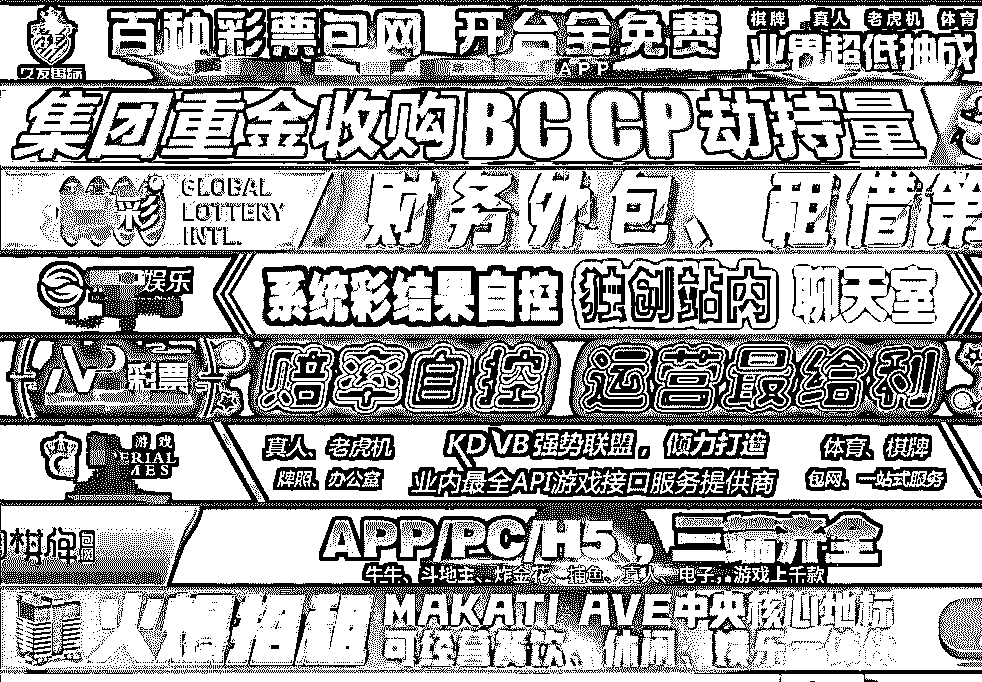 百种彩票包网 开台全免费
APP
棋牌 真人 老虎机 体育
业界超低抽成
集团重金收购BC CP劫持量
彩
GLOBAL
LOTTERY
INTL.
财务外包、租借
娱乐
系统彩结果自控 独创站内 聊天室
彩票
赔率自控 运营最给利
游戏
ERIAL
MES
真人、老虎机
牌照、办公室
KD VB强势联盟，倾力打造
业内最全API游戏接口服务提供商
体育、棋牌
包网、一站式服务
棋牌包网
APP/PC/H5，三端齐全
牛牛、斗地主、炸金花、捕鱼、真人、电子，游戏上千款
火爆招租
MAKATI AVE中央核心地标
可经营餐饮、休闲、娱乐一体